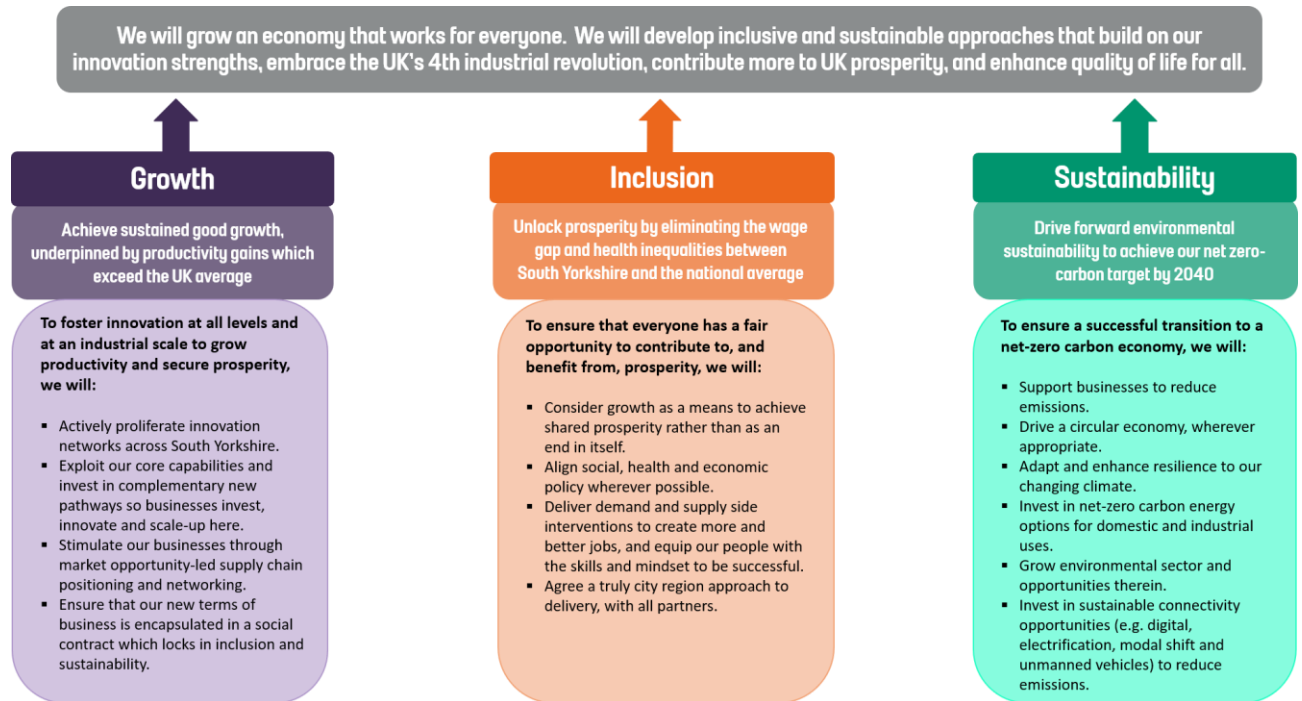 We will grow an economy that works for everyone. We will develop inclusive and sustainable approaches that build on our
innovation strengths, embrace the UK's 4th industrial revolution, contribute more to UK prosperity, and enhance quality of life for all.
Growth
Achieve sustained good growth,
underpinned by productivity gains which
exceed the UK average
To foster innovation at all levels and
at an industrial scale to grow
productivity and secure prosperity,
we will:
▪ Actively proliferate innovation
networks across South Yorkshire.
▪ Exploit our core capabilities and
invest in complementary new
pathways so businesses invest,
innovate and scale-up here.
▪ Stimulate our businesses through
market opportunity-led supply chain
positioning and networking.
▪ Ensure that our new terms of
business is encapsulated in a social
contract which locks in inclusion and
sustainability.
Inclusion
Unlock prosperity by eliminating the wage
gap and health inequalities between
South Yorkshire and the national average
To ensure that everyone has a fair
opportunity to contribute to, and
benefit from, prosperity, we will:
▪ Consider growth as a means to achieve
shared prosperity rather than as an
end in itself.
▪ Align social, health and economic
policy wherever possible.
▪ Deliver demand and supply side
interventions to create more and
better jobs, and equip our people with
the skills and mindset to be successful.
▪ Agree a truly city region approach to
delivery, with all partners.
Sustainability
Drive forward environmental
sustainability to achieve our net zero-
carbon target by 2040
To ensure a successful transition to a
net-zero carbon economy, we will:
▪ Support businesses to reduce
emissions.
▪ Drive a circular economy, wherever
appropriate.
▪ Adapt and enhance resilience to our
changing climate.
▪ Invest in net-zero carbon energy
options for domestic and industrial
uses.
▪ Grow environmental sector and
opportunities therein.
▪ Invest in sustainable connectivity
opportunities (e.g. digital,
electrification, modal shift and
unmanned vehicles) to reduce
emissions.